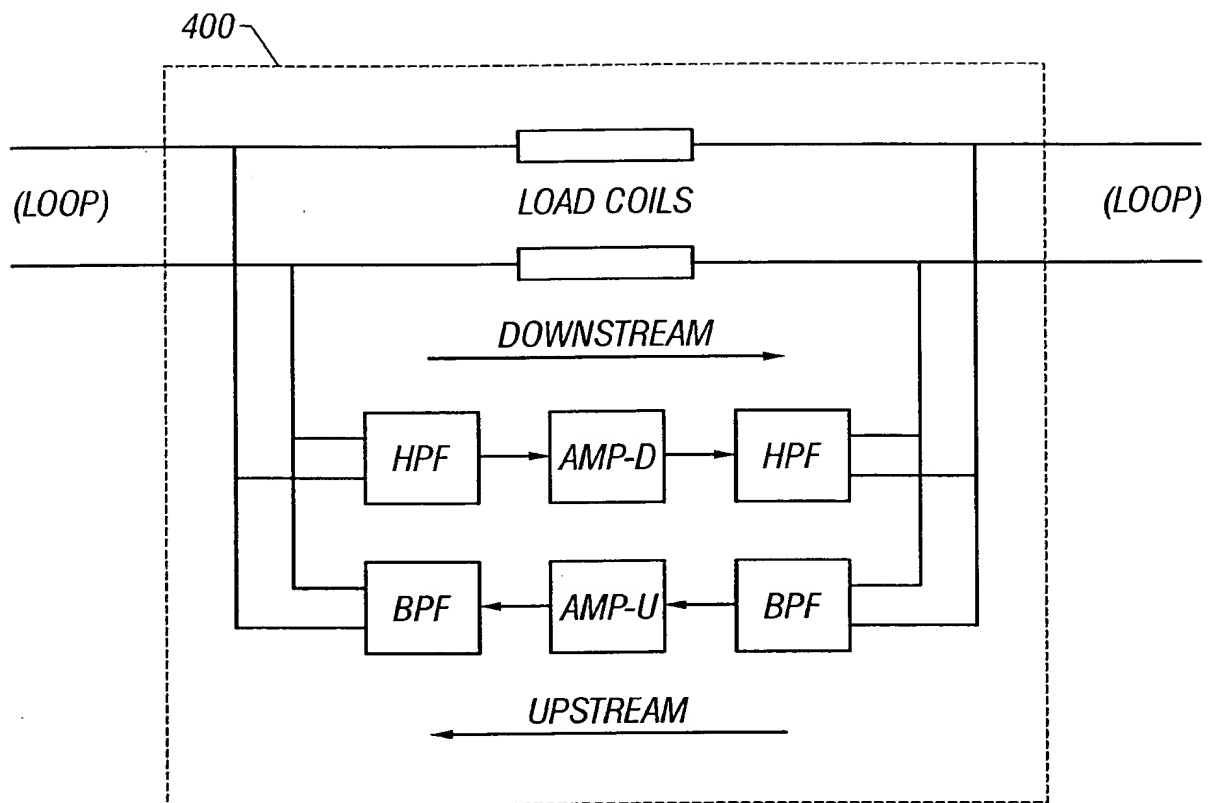 400
(LOOP) LOAD COILS (LOOP)
DOWNSTREAM
HPF AMP-D HPF
BPF AMP-U BPF
UPSTREAM